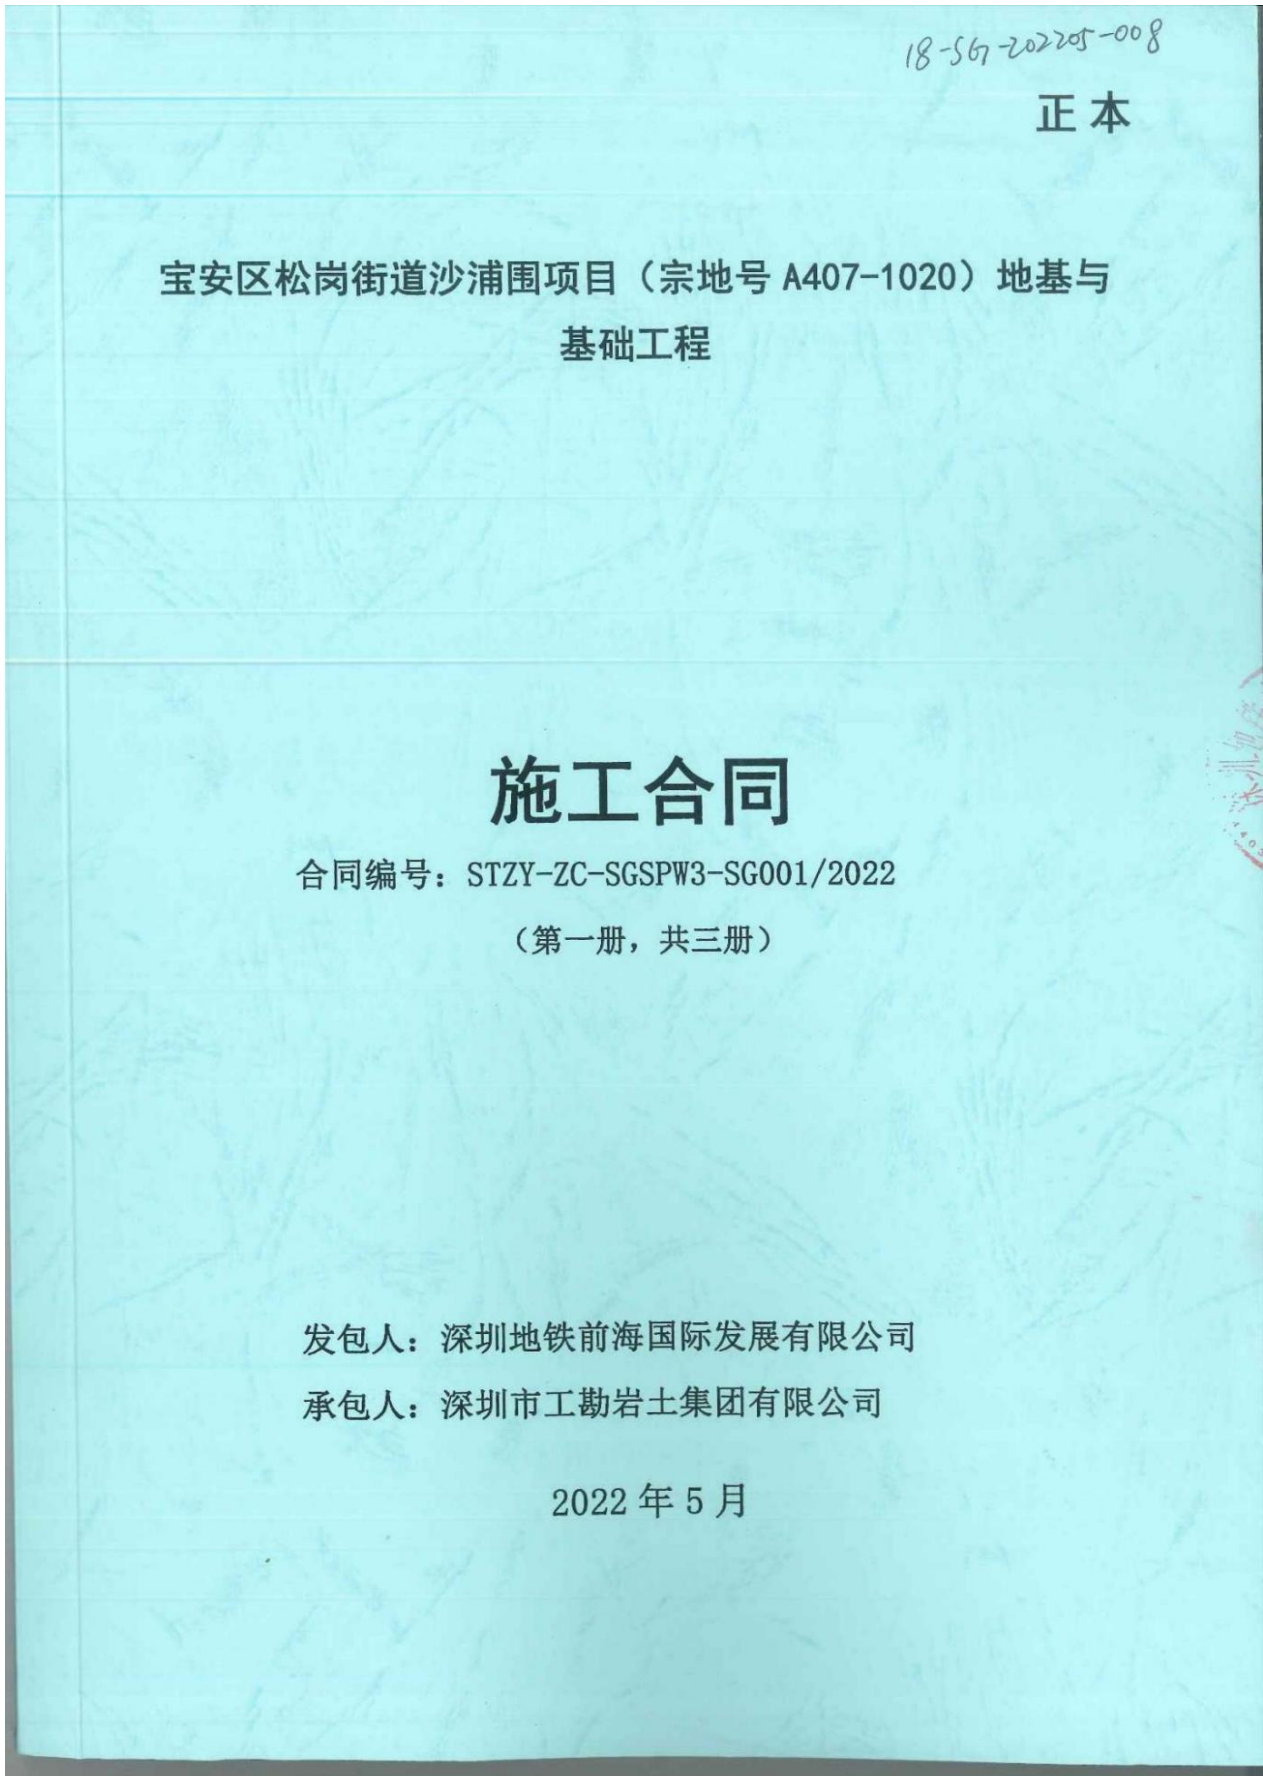 18-SG-202205-008
正本
宝安区松岗街道沙浦围项目（宗地号 A407-1020）地基与
基础工程
施工合同
合同编号：STZY-ZC-SGSPW3-SG001/2022
（第一册，共三册）
发包人：深圳地铁前海国际发展有限公司
承包人：深圳市工勘岩土集团有限公司
2022 年 5 月